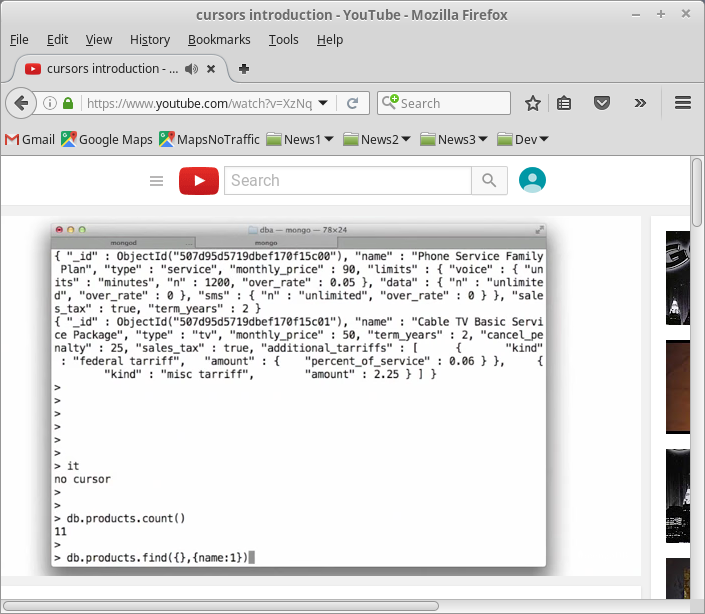 cursors introduction - YouTube - Mozilla Firefox
File Edit View History Bookmarks Tools Help
cursors introduction - ...
https://www.youtube.com/watch?v=XzNq
Search
Gmail Google Maps MapsNoTraffic News1 News2 News3 Dev
Search
dba — mongo — 78×24
mongod mongo
{ "_id" : ObjectId("507d95d5719dbef170f15c00"), "name" : "Phone Service Family
Plan", "type" : "service", "monthly_price" : 90, "limits" : { "voice" : { "un
its" : "minutes", "n" : 1200, "over_rate" : 0.05 }, "data" : { "n" : "unlimite
d", "over_rate" : 0 }, "sms" : { "n" : "unlimited", "over_rate" : 0 } }, "sale
s_tax" : true, "term_years" : 2 }
{ "_id" : ObjectId("507d95d5719dbef170f15c01"), "name" : "Cable TV Basic Servi
ce Package", "type" : "tv", "monthly_price" : 50, "term_years" : 2, "cancel_pe
nalty" : 25, "sales_tax" : true, "additional_tarriffs" : [ { "kind"
: "federal tarriff", "amount" : { "percent_of_service" : 0.06 } }, {
"kind" : "misc tarriff", "amount" : 2.25 } ] }
>
>
>
>
>
>
> it
no cursor
>
>
> db.products.count()
11
>
> db.products.find({},{name:1})